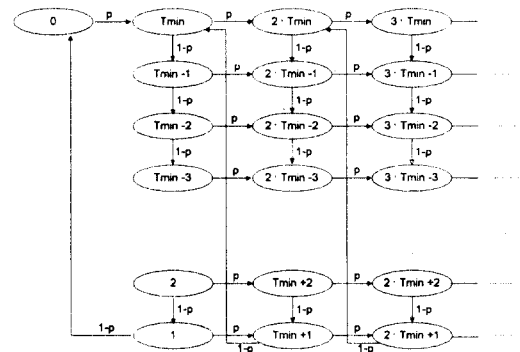 0 p Tmin p 2 · Tmin p 3 · Tmin
1-p 1-p 1-p
Tmin -1 p 2 · Tmin -1 p 3 · Tmin -1
1-p 1-p 1-p
Tmin -2 p 2 · Tmin -2 p 3 · Tmin -2
1-p 1-p 1-p
Tmin -3 p 2 · Tmin -3 p 3 · Tmin -3
2 p Tmin +2 p 2 · Tmin +2
1-p 1-p 1-p
1-p 1 p Tmin +1 p 2 · Tmin +1
1-p 1-p